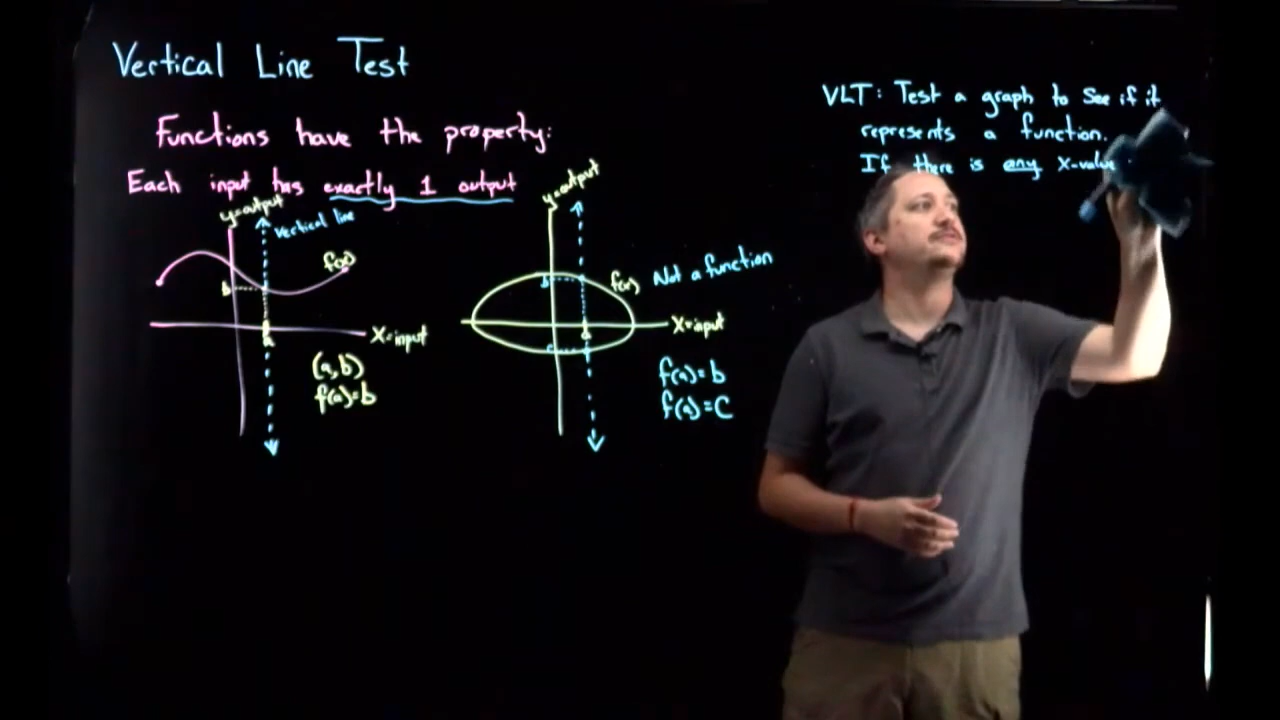 Vertical Line Test
Functions have the property:
Each input has exactly 1 output
y=output
vertical line
f(x)
b
a
X=input
(a,b)
f(a)=b
y=output
f(x)
Not a function
b
a
c
X=input
f(a)=b
f(a)=C
VLT: Test a graph to see if it
represents a function.
If there is any X-value